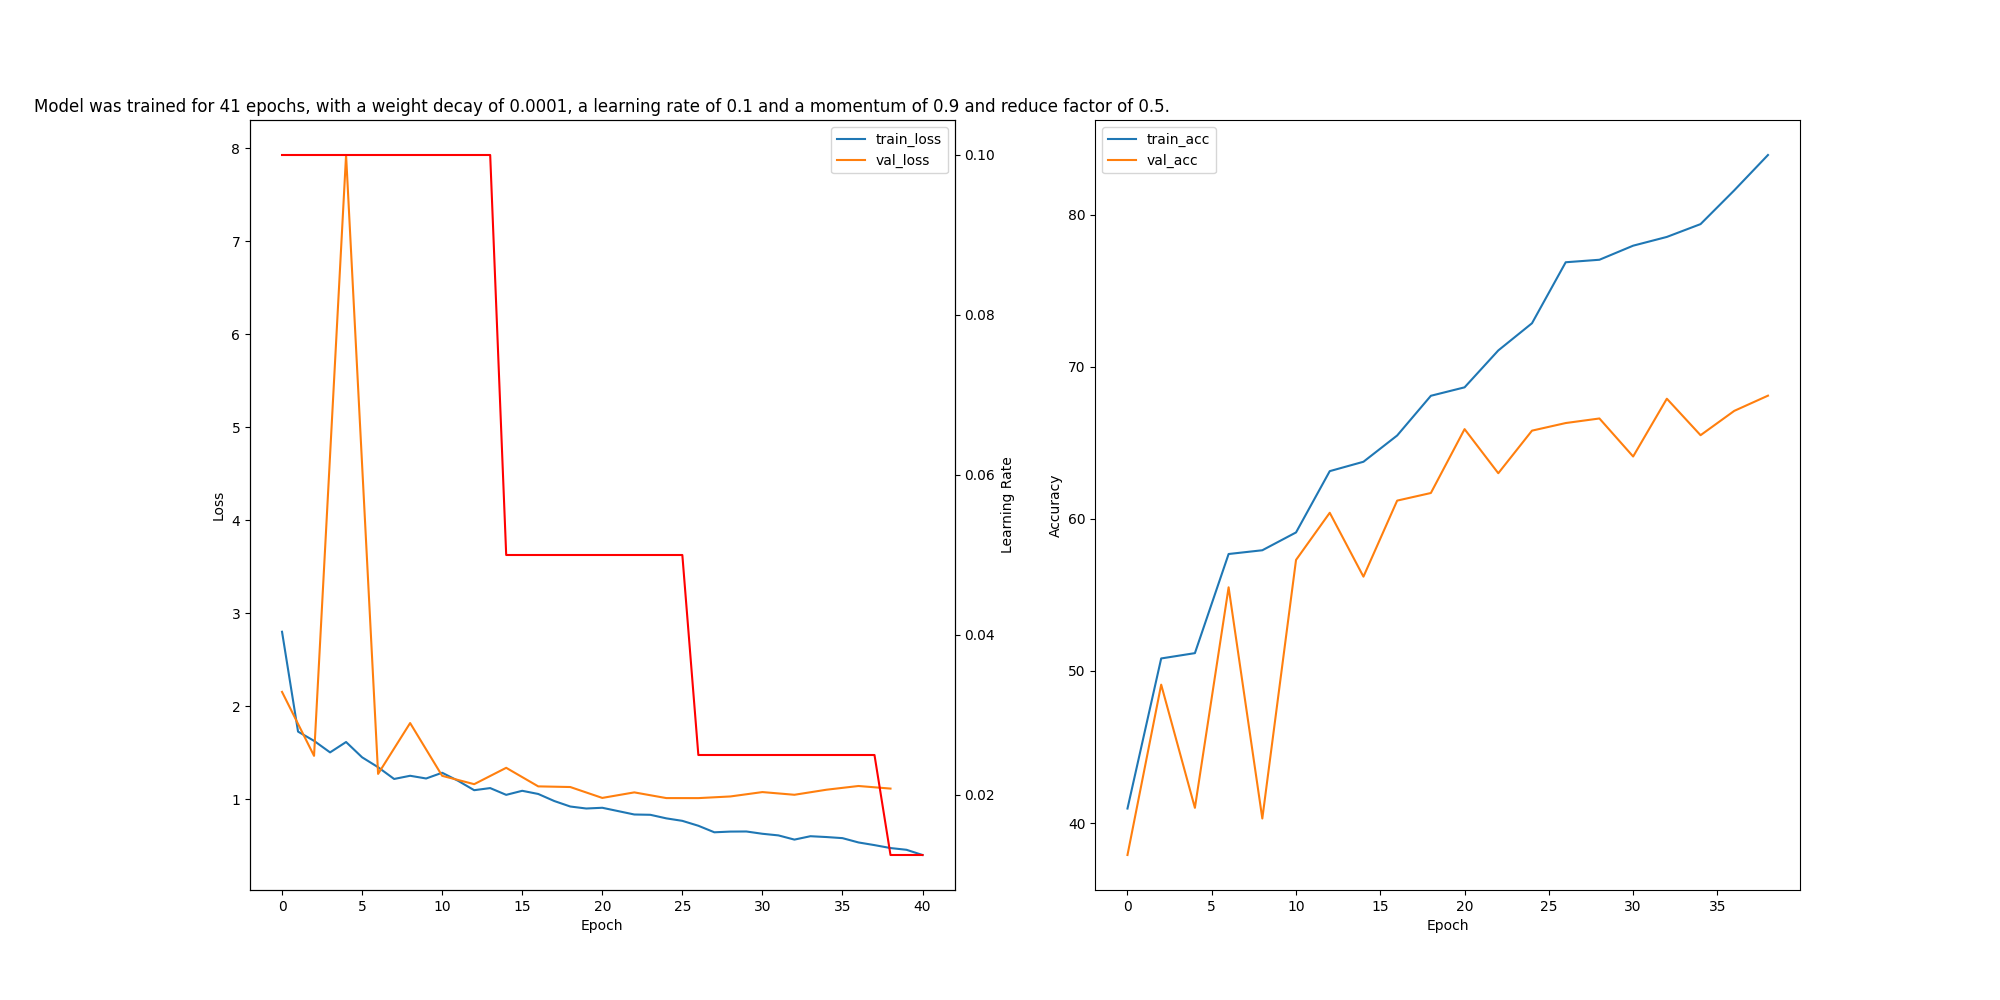 Model was trained for 41 epochs, with a weight decay of 0.0001, a learning rate of 0.1 and a momentum of 0.9 and reduce factor of 0.5.
train_loss
val_loss
8
7
6
5
4
3
2
1
Loss
0.10
0.08
0.06
0.04
0.02
Learning Rate
0 5 10 15 20 25 30 35 40
Epoch
train_acc
val_acc
80
70
60
50
40
Accuracy
0 5 10 15 20 25 30 35
Epoch